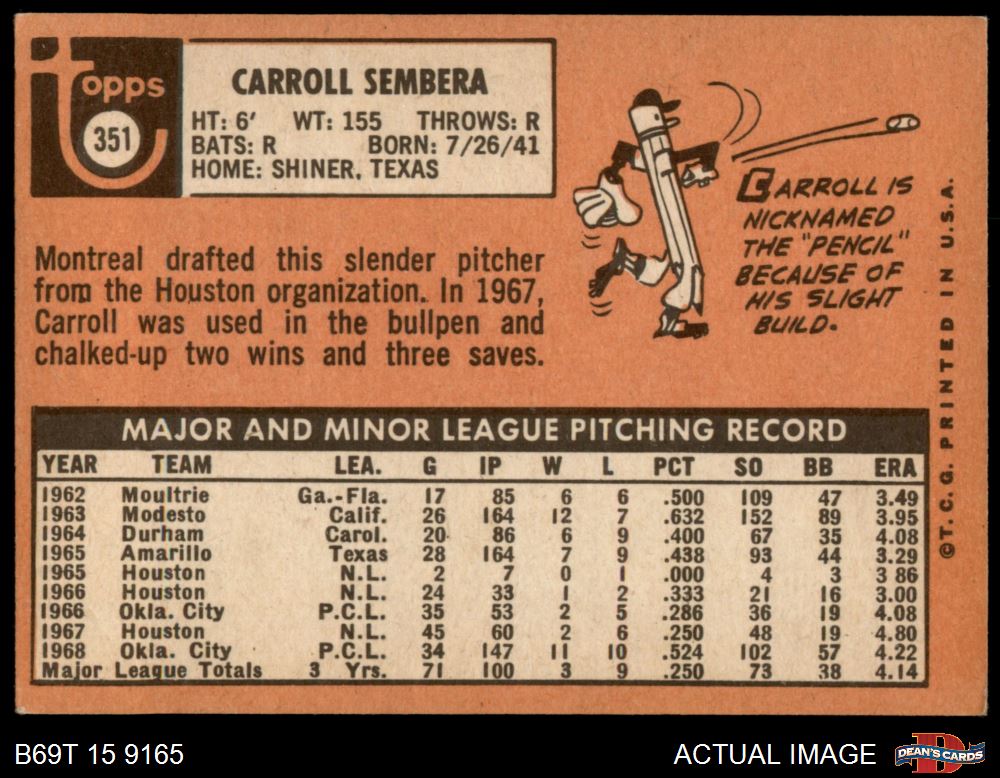 topps
351
CARROLL SEMBERA
HT: 6' WT: 155 THROWS: R
BATS: R BORN: 7/26/41
HOME: SHINER, TEXAS
CARROLL IS
NICKNAMED
THE "PENCIL"
BECAUSE OF
HIS SLIGHT
BUILD.
Montreal drafted this slender pitcher
from the Houston organization. In 1967,
Carroll was used in the bullpen and
chalked-up two wins and three saves.
MAJOR AND MINOR LEAGUE PITCHING RECORD
YEAR TEAM LEA. G IP W L PCT SO BB ERA
1962 Moultrie Ga.-Fla. 17 85 6 6 .500 109 47 3.49
1963 Modesto Calif. 26 164 12 7 .632 152 89 3.95
1964 Durham Carol. 20 86 6 9 .400 67 35 4.08
1965 Amarillo Texas 28 164 7 9 .438 93 44 3.29
1965 Houston N.L. 2 7 0 1 .000 4 3 3 86
1966 Houston N.L. 24 33 1 2 .333 21 16 3.00
1966 Okla. City P.C.L. 35 53 2 5 .286 36 19 4.08
1967 Houston N.L. 45 60 2 6 .250 48 19 4.80
1968 Okla. City P.C.L. 34 147 11 10 .524 102 57 4.22
Major League Totals 3 Yrs. 71 100 3 9 .250 73 38 4.14
©T. C. G. PRINTED IN U.S.A.
B69T 15 9165
ACTUAL IMAGE
DEAN'S CARDS